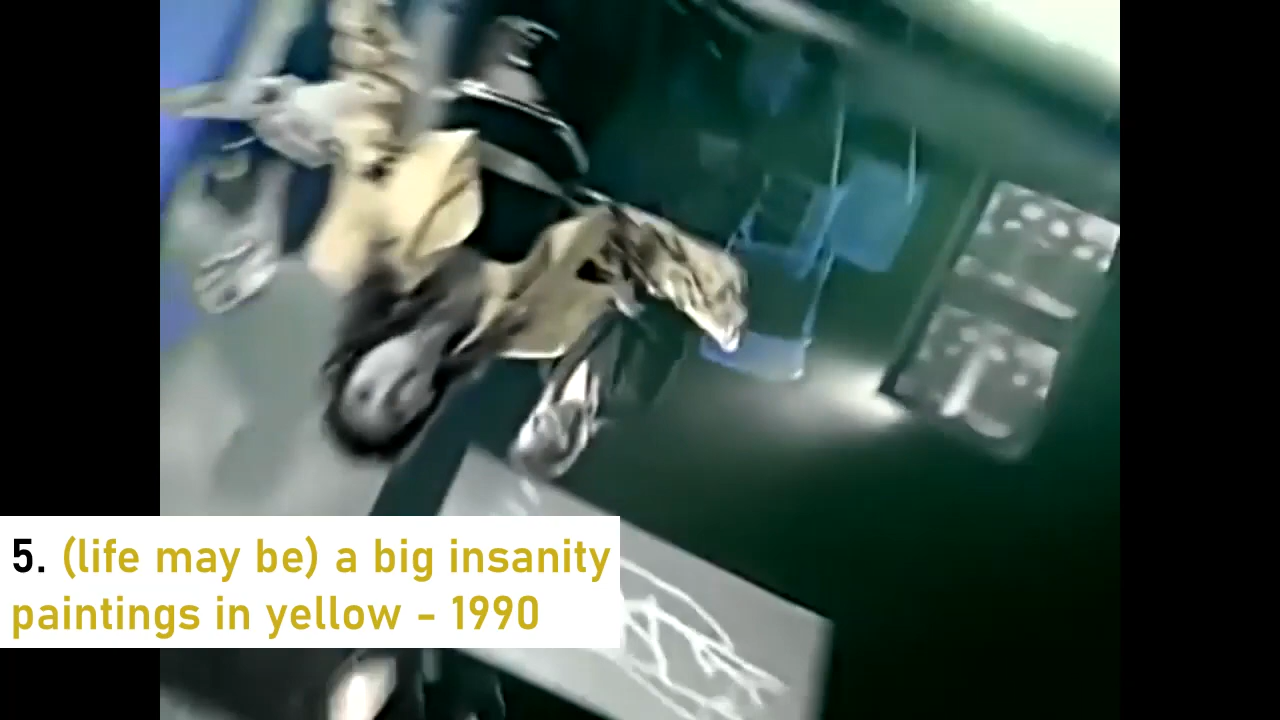 5. (life may be) a big insanity
paintings in yellow - 1990